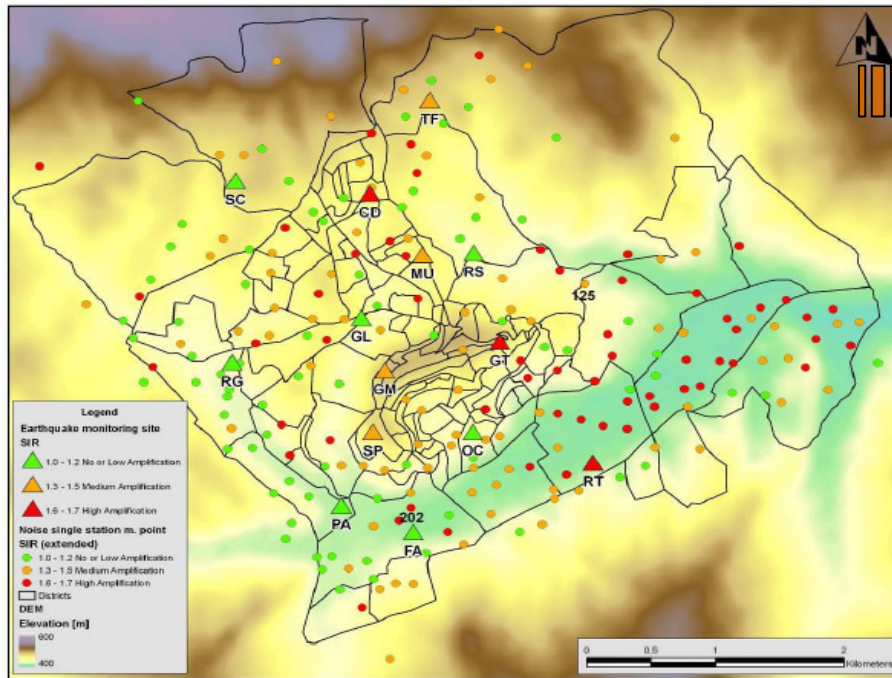 N
TF
SC
CD
MU
RS
125
GL
GT
RG
GM
SP
OC
RT
PA
202
FA
Legend
Earthquake monitoring site
SIR
1.0 - 1.2 No or Low Amplification
1.3 - 1.5 Medium Amplification
1.6 - 1.7 High Amplification
Noise single station m. point
SIR (extended)
1.0 - 1.2 No or Low Amplification
1.3 - 1.5 Medium Amplification
1.6 - 1.7 High Amplification
Districts
DEM
Elevation [m]
600
400
0 0,5 1 2
Kilometers